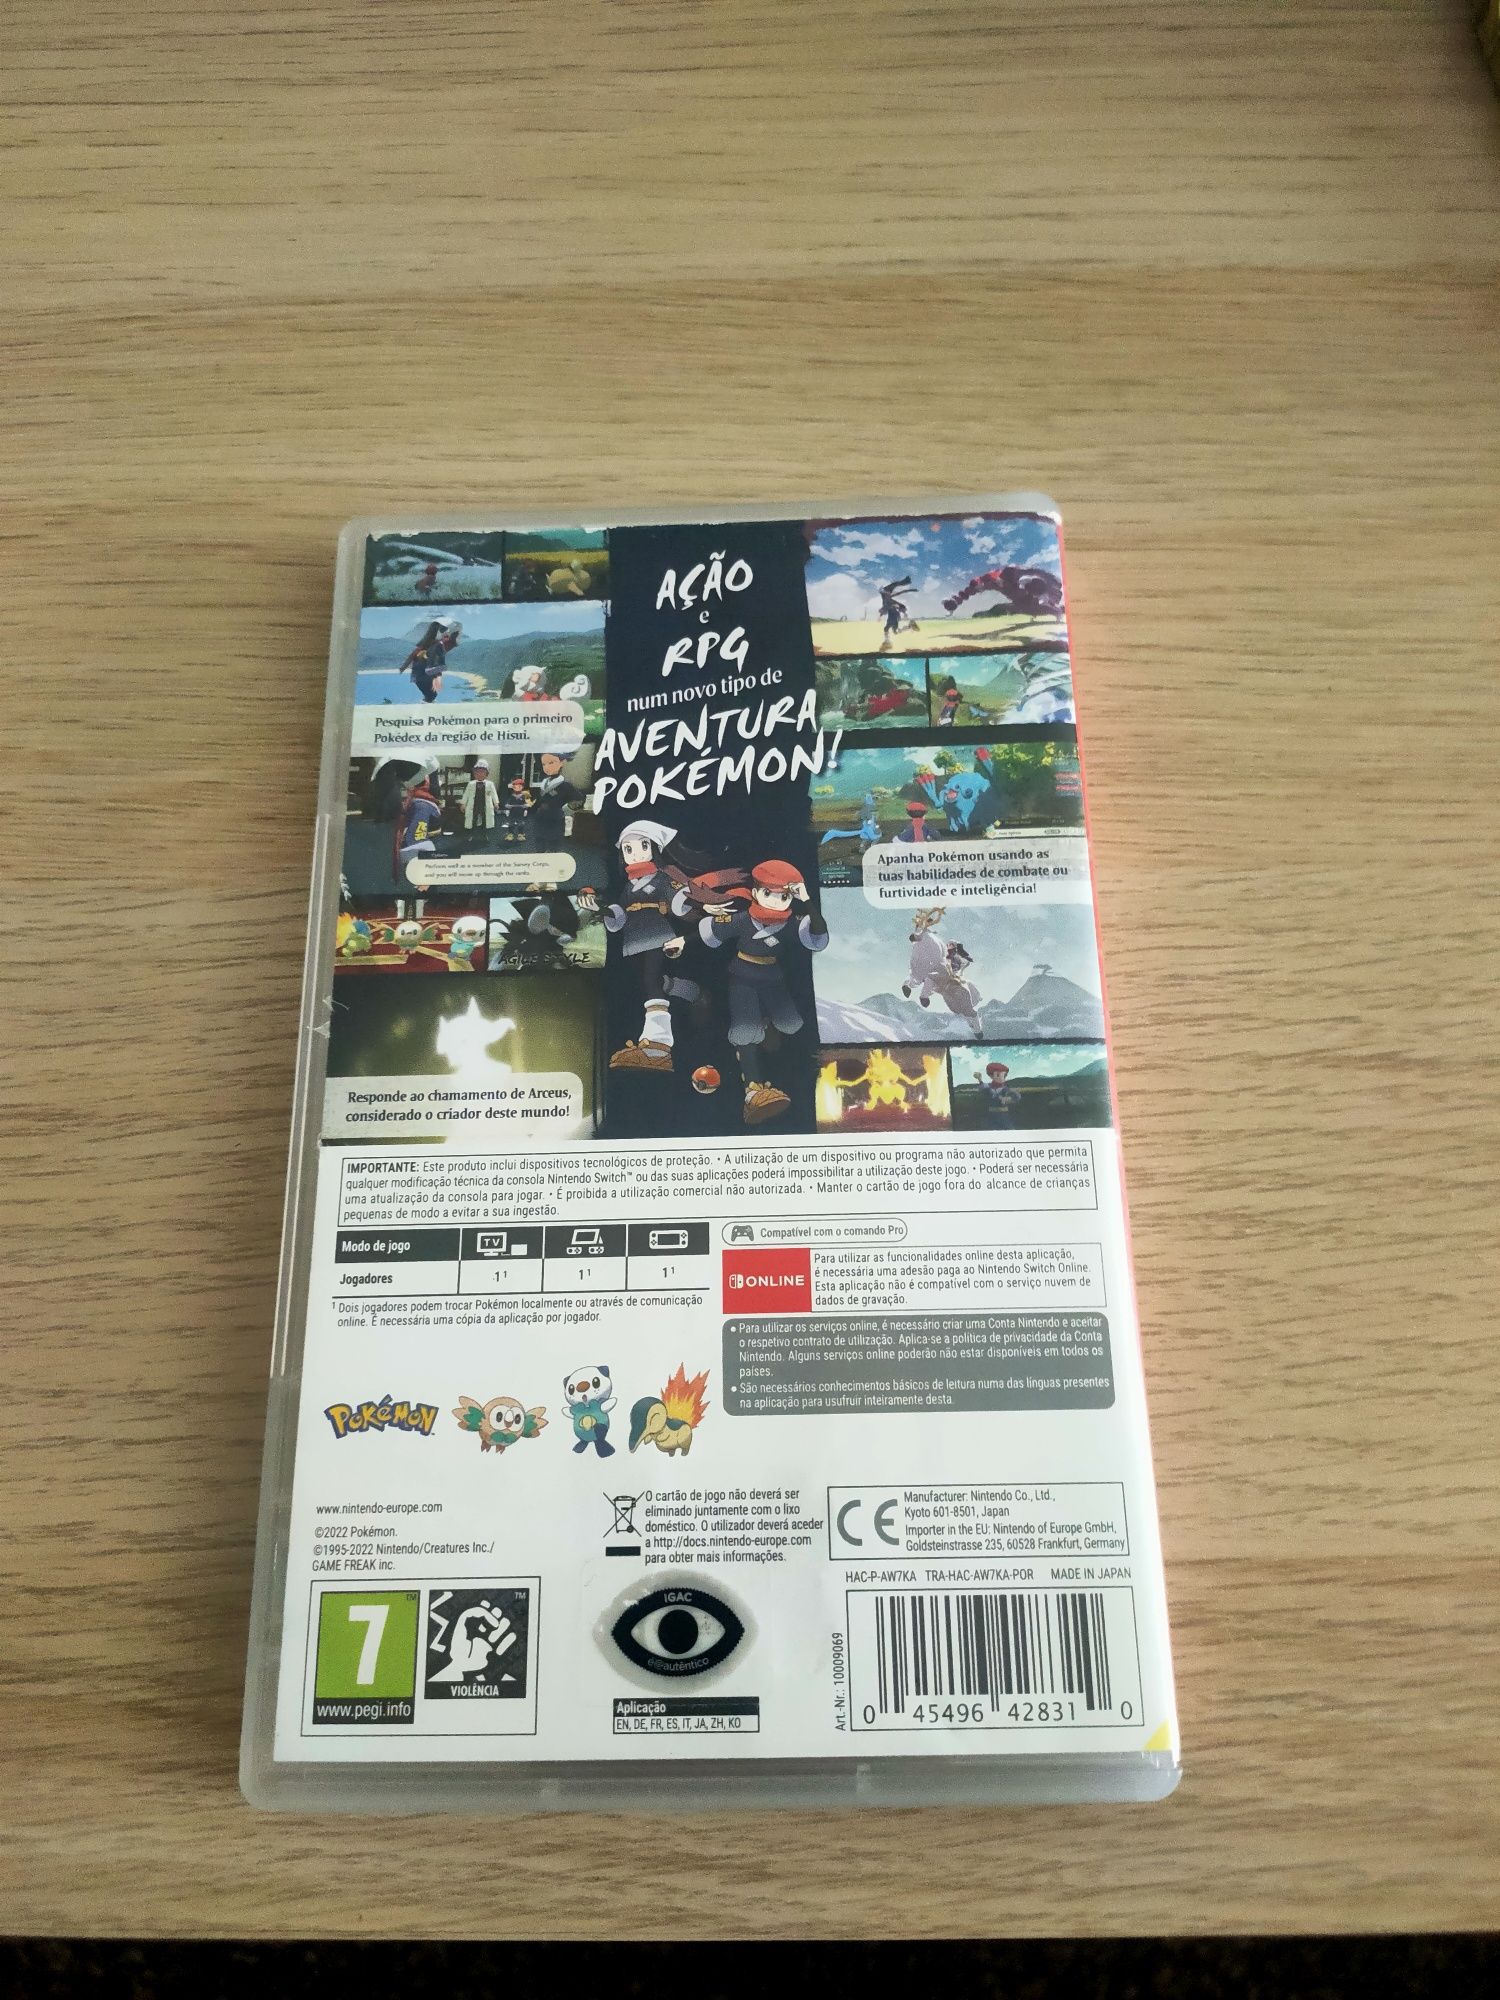 AÇÃO
e
RPG
num novo tipo de
AVENTURA
POKÉMON!
Pesquisa Pokémon para o primeiro
Pokédex da região de Hisui.
Perform well as a member of the Survey Corps,
and you will move up through the ranks.
AGILE STYLE
Apanha Pokémon usando as
tuas habilidades de combate ou
furtividade e inteligência!
Responde ao chamamento de Arceus,
considerado o criador deste mundo!
IMPORTANTE: Este produto inclui dispositivos tecnológicos de proteção. • A utilização de um dispositivo ou programa não autorizado que permita
qualquer modificação técnica da consola Nintendo Switch™ ou das suas aplicações poderá impossibilitar a utilização deste jogo. • Poderá ser necessária
uma atualização da consola para jogar. • É proibida a utilização comercial não autorizada. • Manter o cartão de jogo fora do alcance de crianças
pequenas de modo a evitar a sua ingestão.
Modo de jogo TV
Jogadores 1¹ 1¹ 1¹
¹ Dois jogadores podem trocar Pokémon localmente ou através de comunicação
online. É necessária uma cópia da aplicação por jogador.
Compatível com o comando Pro
ONLINE
Para utilizar as funcionalidades online desta aplicação,
é necessária uma adesão paga ao Nintendo Switch Online.
Esta aplicação não é compatível com o serviço nuvem de
dados de gravação.
• Para utilizar os serviços online, é necessário criar uma Conta Nintendo e aceitar
o respetivo contrato de utilização. Aplica-se a política de privacidade da Conta
Nintendo. Alguns serviços online poderão não estar disponíveis em todos os
países.
• São necessários conhecimentos básicos de leitura numa das línguas presentes
na aplicação para usufruir inteiramente desta.
POKéMON™
www.nintendo-europe.com
©2022 Pokémon.
©1995-2022 Nintendo/Creatures Inc./
GAME FREAK inc.
O cartão de jogo não deverá ser
eliminado juntamente com o lixo
doméstico. O utilizador deverá aceder
a http://docs.nintendo-europe.com
para obter mais informações.
CE
Manufacturer: Nintendo Co., Ltd.,
Kyoto 601-8501, Japan
Importer in the EU: Nintendo of Europe GmbH,
Goldsteinstrasse 235, 60528 Frankfurt, Germany
HAC-P-AW7KA TRA-HAC-AW7KA-POR MADE IN JAPAN
7™
www.pegi.info
™
VIOLÊNCIA
IGAC
é@autêntico
Aplicação
EN, DE, FR, ES, IT, JA, ZH, KO
Art.-Nr.: 10009069
0 45496 42831 0